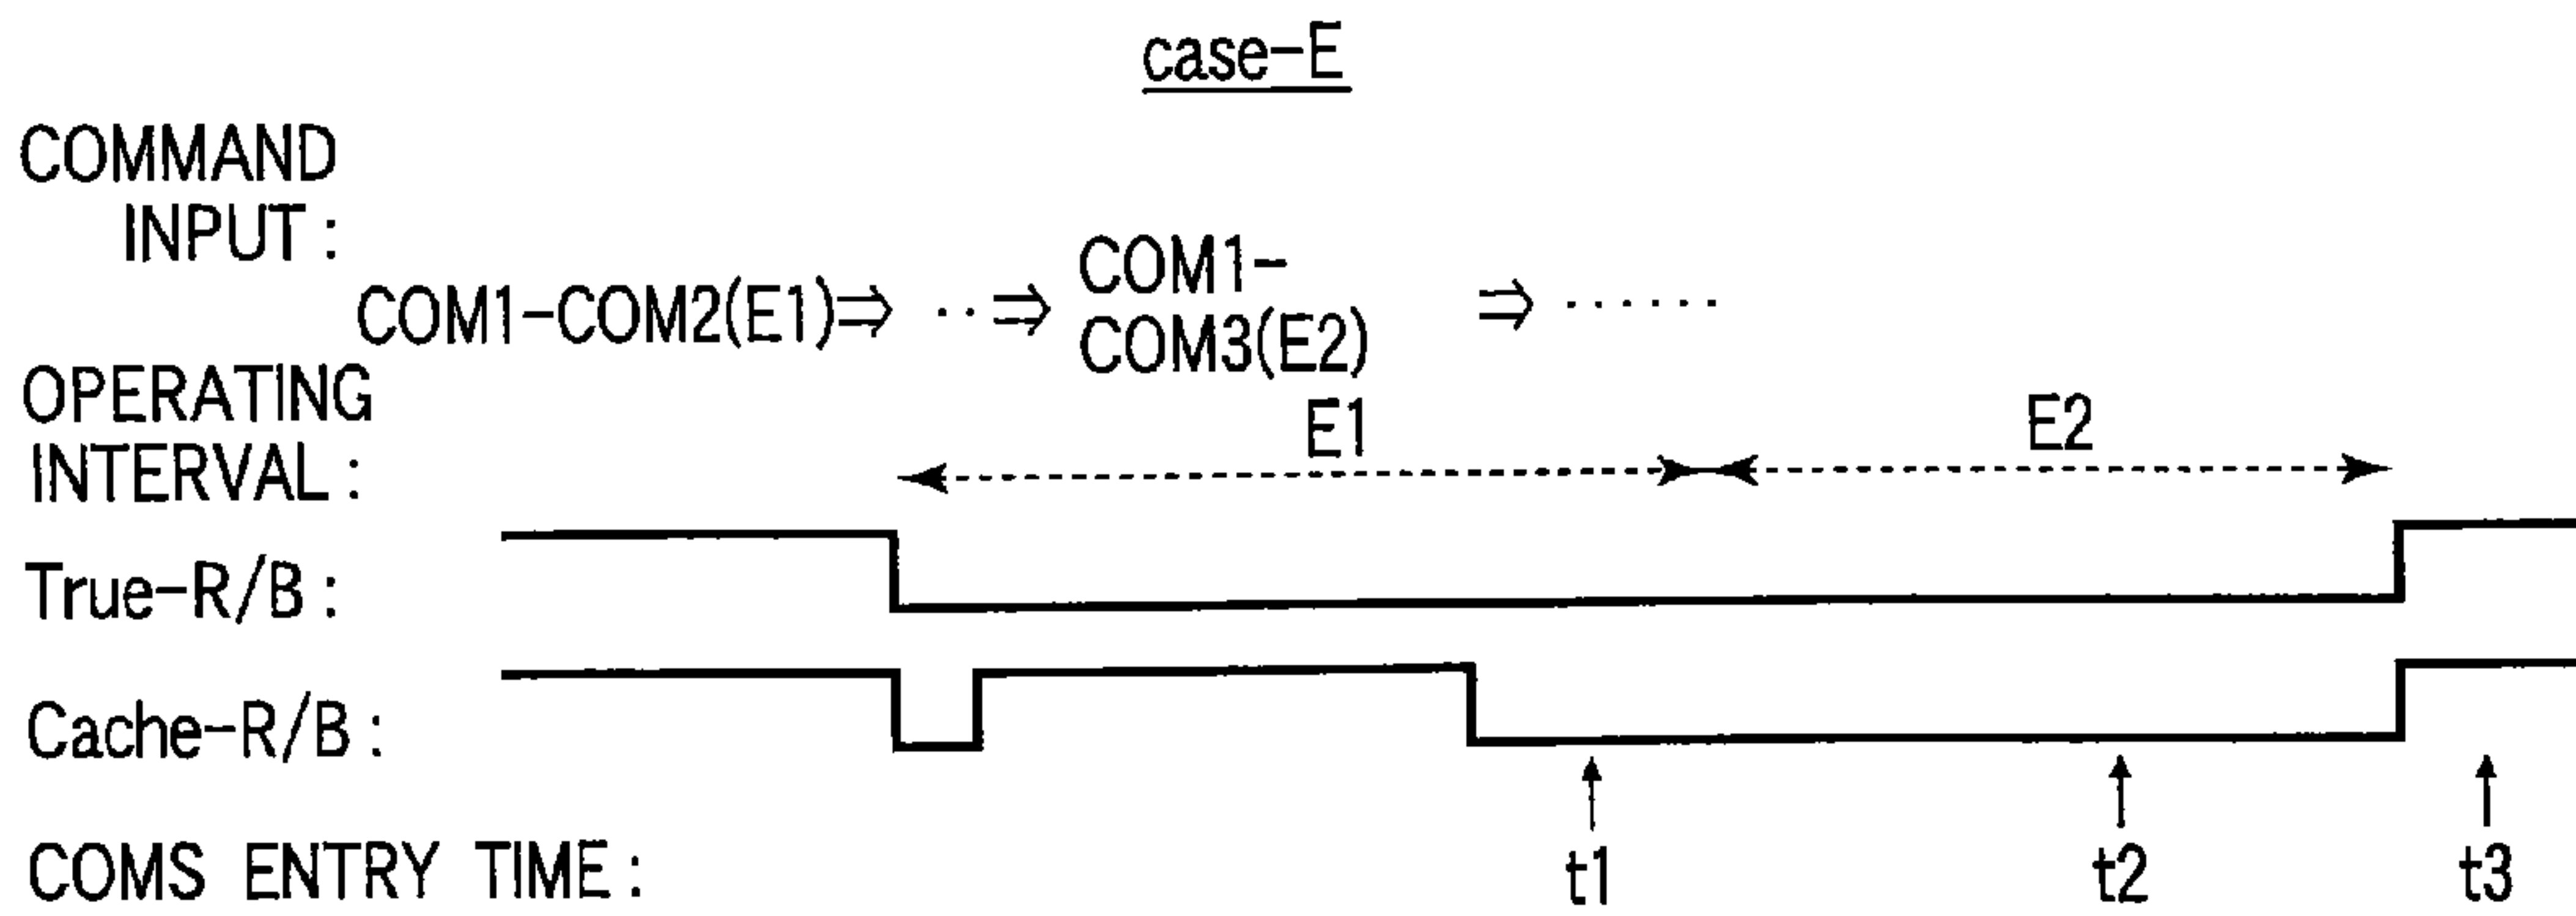 case-E
COMMAND
INPUT :
COM1-COM2(E1)⇒ ‥⇒ COM1-
COM3(E2) ⇒ ······
OPERATING
INTERVAL :
E1 E2
True-R/B :
Cache-R/B :
COMS ENTRY TIME : t1 t2 t3